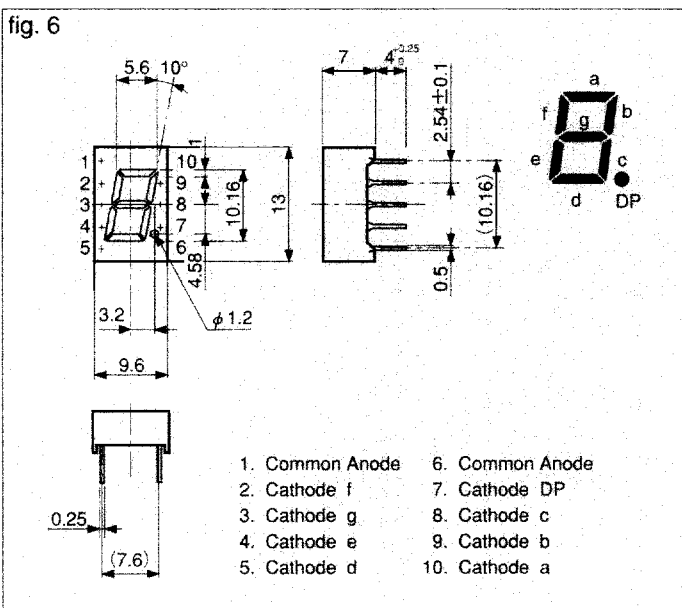 fig. 6
5.6 10°
1
1 10
2 9
3 8
4 7
5 6
10.16
13
4.58
3.2
φ1.2
9.6
7
4 +0.25 0
2.54±0.1
(10.16)
0.5
a
f b
g
e c
d DP
0.25
(7.6)
1. Common Anode 6. Common Anode
2. Cathode f 7. Cathode DP
3. Cathode g 8. Cathode c
4. Cathode e 9. Cathode b
5. Cathode d 10. Cathode a